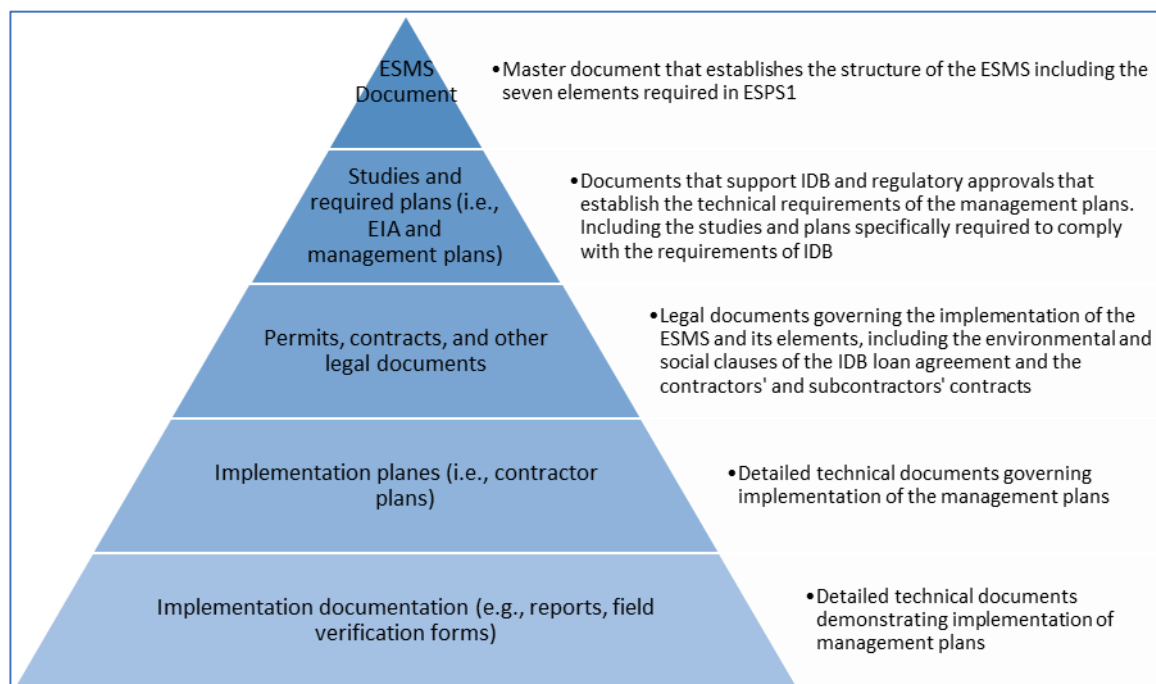 ESMS
Document
•Master document that establishes the structure of the ESMS including the
seven elements required in ESPS1
Studies and
required plans (i.e.,
EIA and
management plans)
•Documents that support IDB and regulatory approvals that
establish the technical requirements of the management plans.
Including the studies and plans specifically required to comply
with the requirements of IDB
Permits, contracts, and other
legal documents
•Legal documents governing the implementation of the
ESMS and its elements, including the environmental and
social clauses of the IDB loan agreement and the
contractors' and subcontractors' contracts
Implementation planes (i.e., contractor
plans)
•Detailed technical documents governing
implementation of the management plans
Implementation documentation (e.g., reports, field
verification forms)
•Detailed technical documents
demonstrating implementation of
management plans